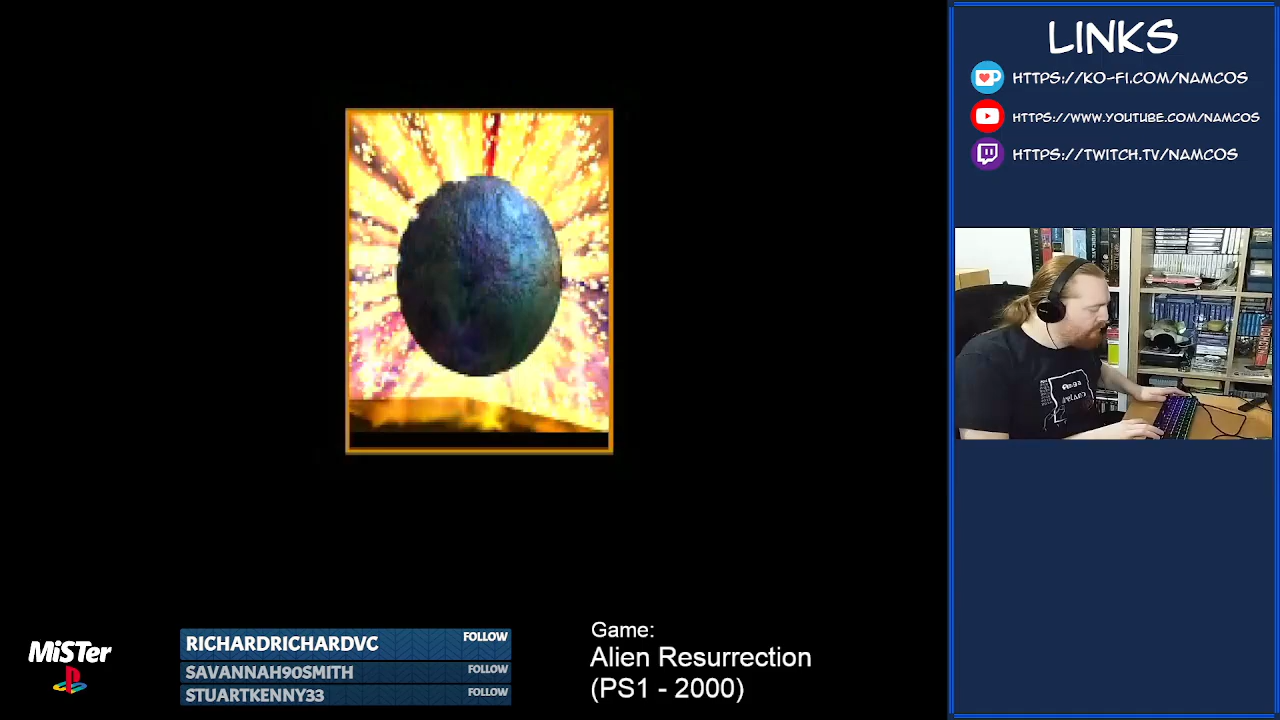 LINKS
HTTPS://KO-FI.COM/NAMCOS
HTTPS://WWW.YOUTUBE.COM/NAMCOS
HTTPS://TWITCH.TV/NAMCOS
MiSTer
RICHARDRICHARDVC FOLLOW
SAVANNAH90SMITH FOLLOW
STUARTKENNY33 FOLLOW
Game:
Alien Resurrection
(PS1 - 2000)